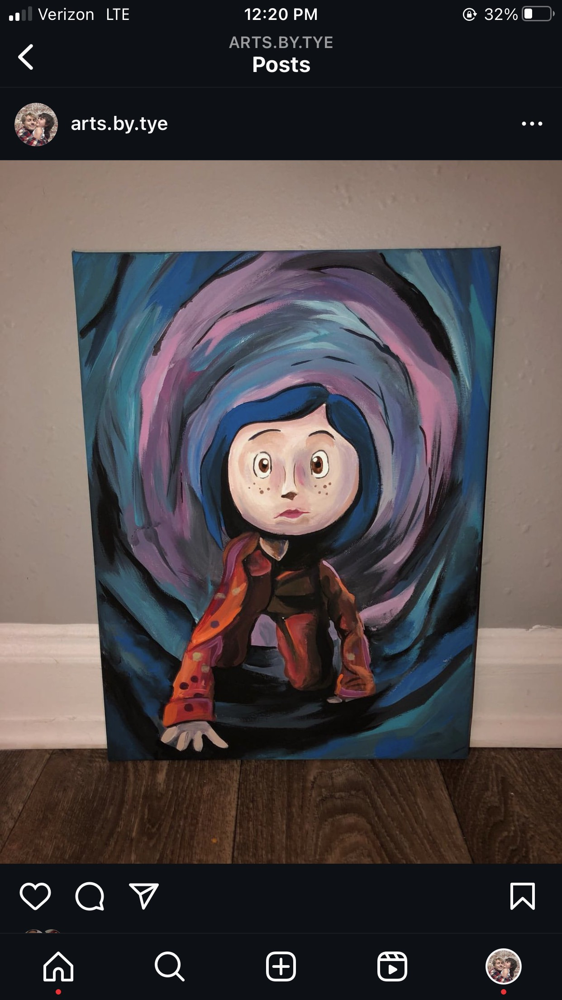 Verizon LTE 12:20 PM 32%
ARTS.BY.TYE
Posts
arts.by.tye